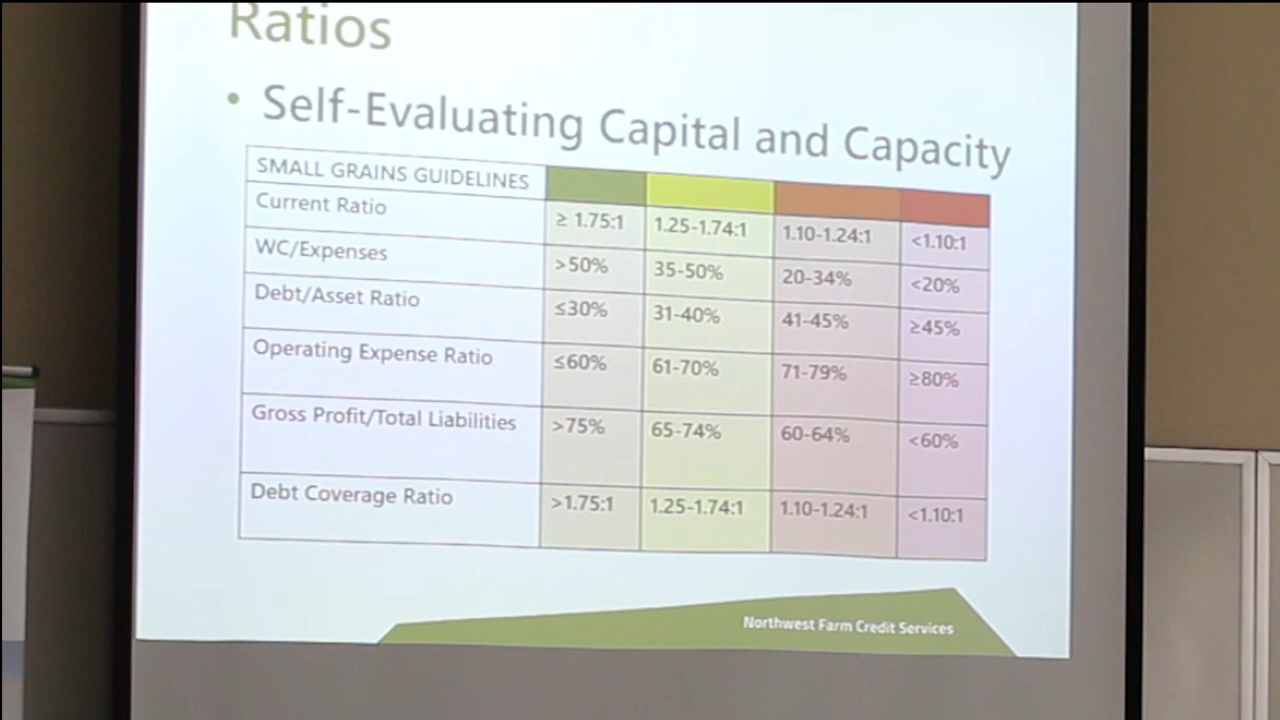 Ratios
• Self-Evaluating Capital and Capacity
SMALL GRAINS GUIDELINES
Current Ratio ≥ 1.75:1 1.25-1.74:1 1.10-1.24:1 <1.10:1
WC/Expenses >50% 35-50% 20-34% <20%
Debt/Asset Ratio ≤30% 31-40% 41-45% ≥45%
Operating Expense Ratio ≤60% 61-70% 71-79% ≥80%
Gross Profit/Total Liabilities >75% 65-74% 60-64% <60%
Debt Coverage Ratio >1.75:1 1.25-1.74:1 1.10-1.24:1 <1.10:1
Northwest Farm Credit Services